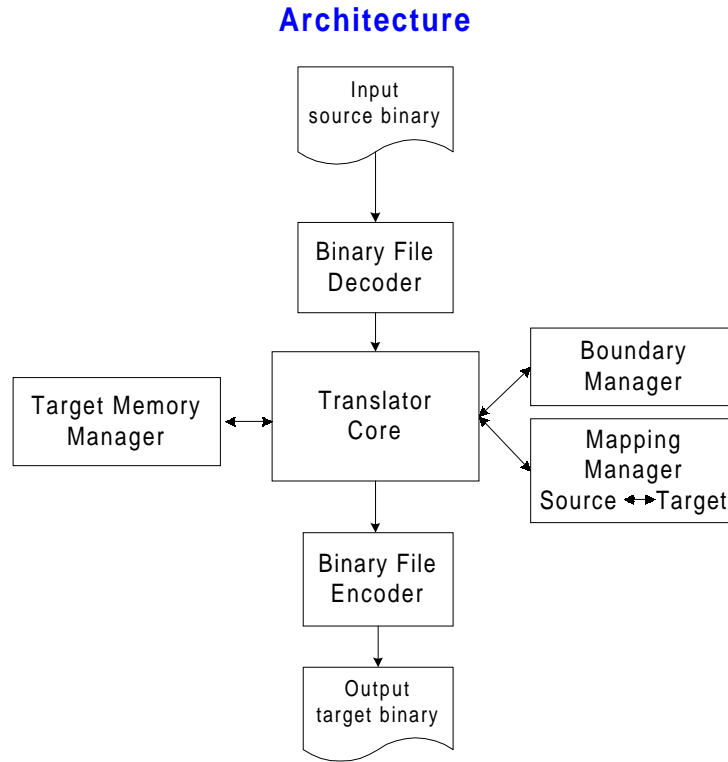 Architecture
Input
source binary
Binary File
Decoder
Translator
Core
Target Memory
Manager
Boundary
Manager
Mapping
Manager
Source Target
Binary File
Encoder
Output
target binary